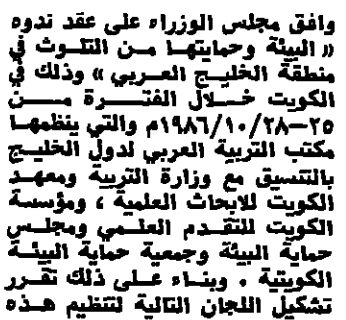 وافق مجلس الوزراء على عقد ندوه
(( البيئة وحمايتها من التلوث في
منطقة الخليج العربي )) وذلك في
الكويت خلال الفترة من
٢٥–٢٨/١٠/١٩٨٦م والتي ينظمها
مكتب التربية العربي لدول الخليج
بالتنسيق مع وزارة التربية ومعهد
الكويت للابحاث العلمية ، ومؤسسة
الكويت للتقدم العلمي ومجلس
حماية البيئة وجمعية حماية البيئة
الكويتية . وبناء على ذلك تقرر
تشكيل اللجان التالية لتنظيم هذه